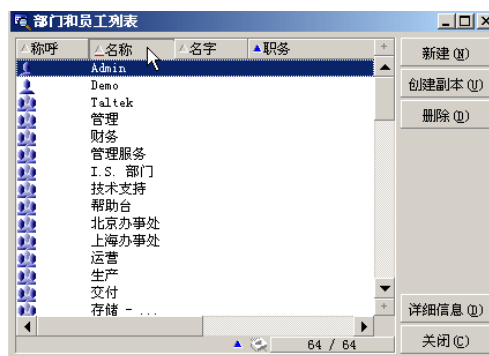 部门和员工列表
称呼 名称 名字 职务
Admin
Demo
Taltek
管理
财务
管理服务
I.S. 部门
技术支持
帮助台
北京办事处
上海办事处
运营
生产
交付
存储 - ...
64 / 64
新建(N)
创建副本(U)
删除(D)
详细信息(D)
关闭(C)